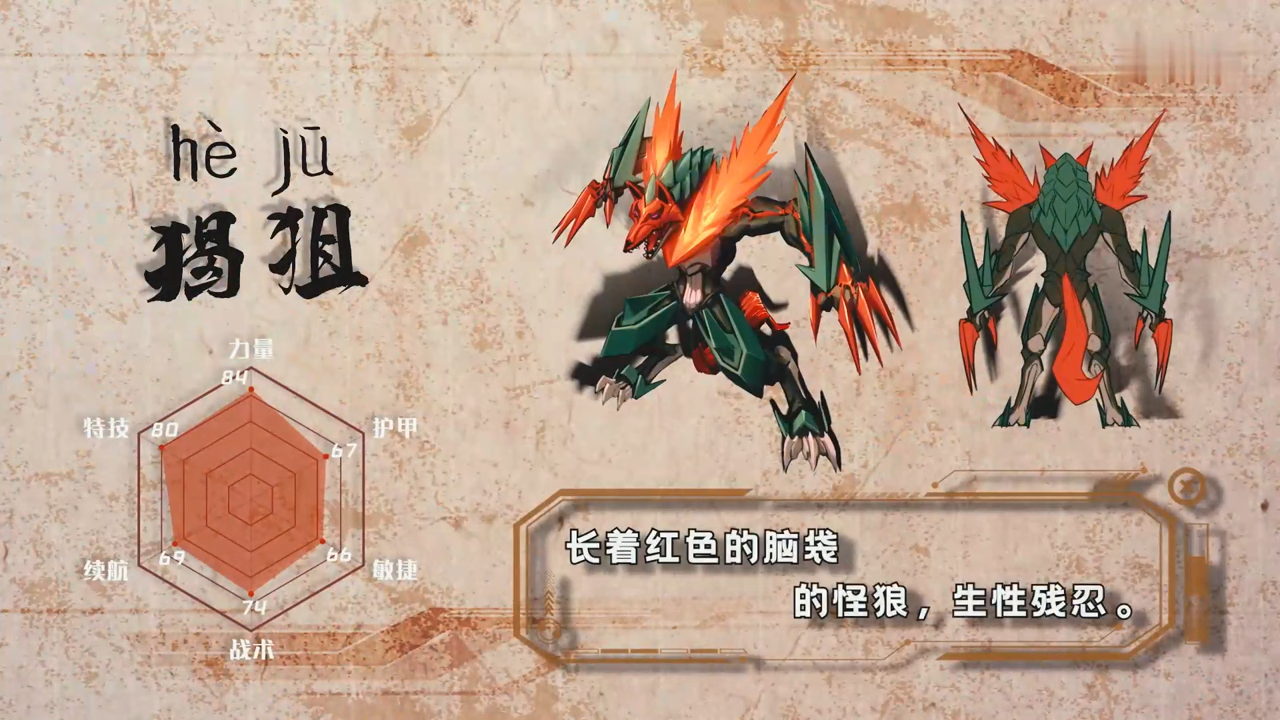 hè jū
猲狙
力量
84
特技
80
护甲
67
续航
69
敏捷
66
74
战术
长着红色的脑袋
的怪狼，生性残忍。